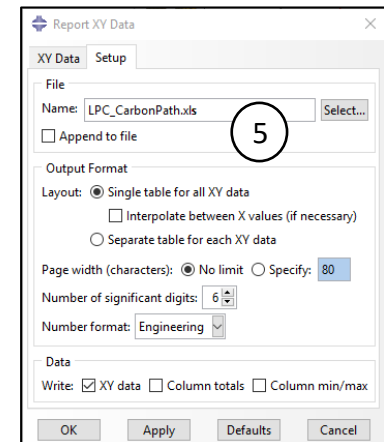 Report XY Data
XY Data Setup
File
Name: LPC_CarbonPath.xls Select...
Append to file
5
Output Format
Layout: Single table for all XY data
Interpolate between X values (if necessary)
Separate table for each XY data
Page width (characters): No limit Specify: 80
Number of significant digits: 6
Number format: Engineering
Data
Write: XY data Column totals Column min/max
OK Apply Defaults Cancel